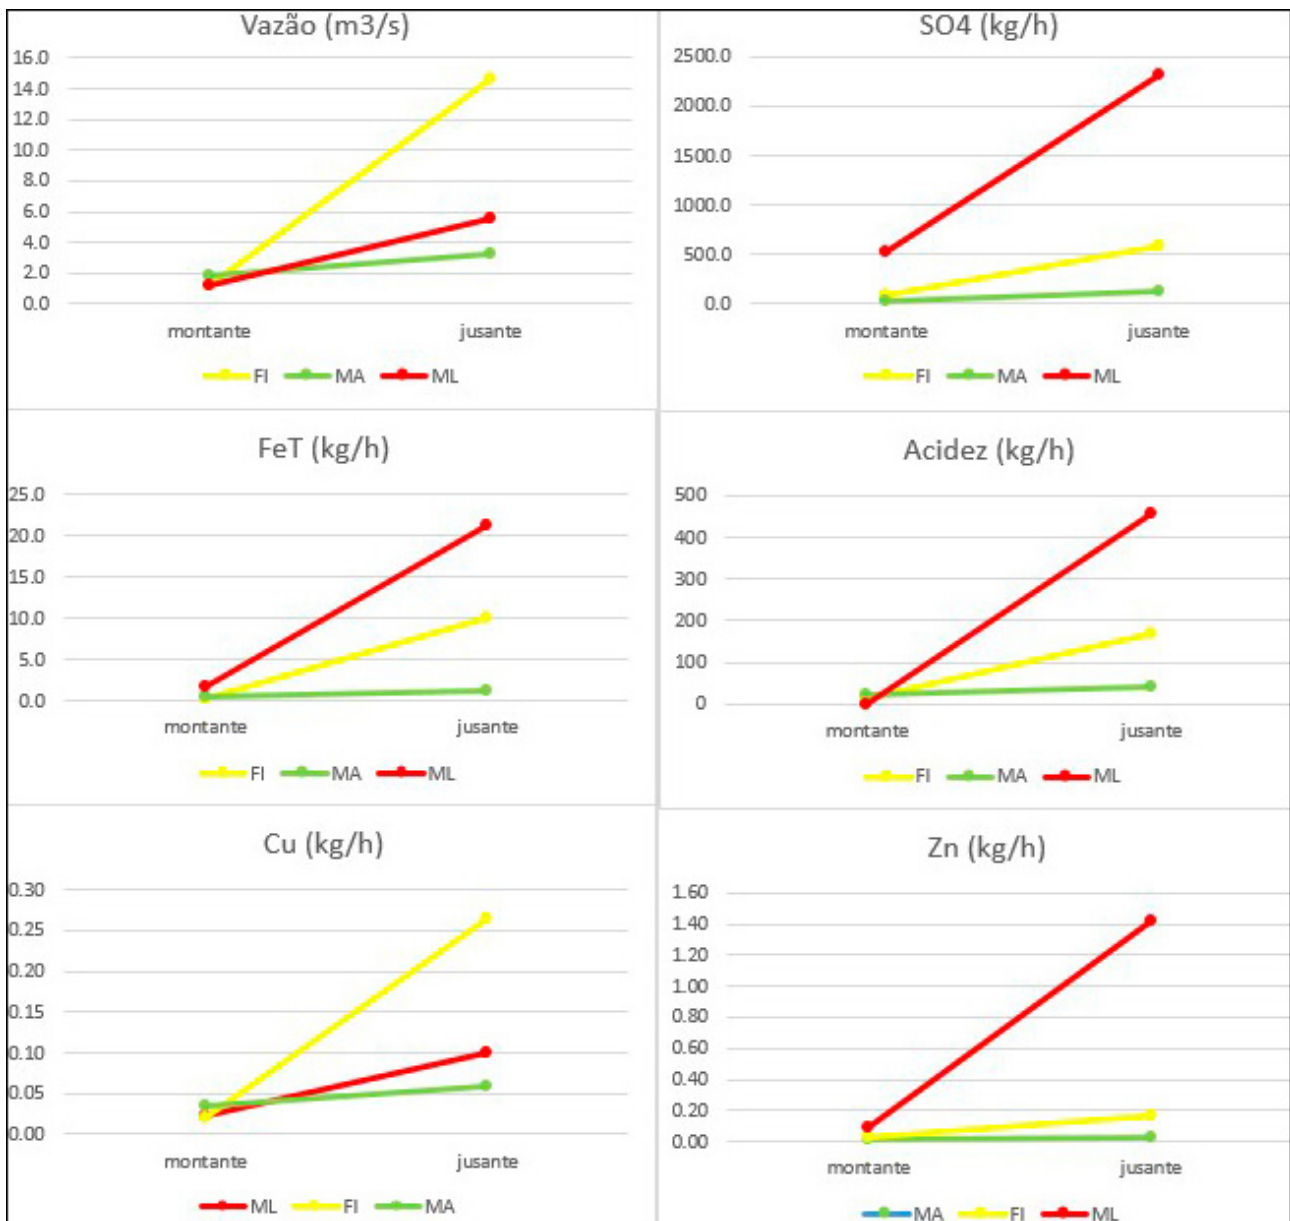 Vazão (m3/s)
16.0
14.0
12.0
10.0
8.0
6.0
4.0
2.0
0.0
montante jusante
FI MA ML
SO4 (kg/h)
2500.0
2000.0
1500.0
1000.0
500.0
0.0
montante jusante
FI MA ML
FeT (kg/h)
25.0
20.0
15.0
10.0
5.0
0.0
montante jusante
FI MA ML
Acidez (kg/h)
500
400
300
200
100
0
montante jusante
FI MA ML
Cu (kg/h)
0.30
0.25
0.20
0.15
0.10
0.05
0.00
montante jusante
ML FI MA
Zn (kg/h)
1.60
1.40
1.20
1.00
0.80
0.60
0.40
0.20
0.00
montante jusante
MA FI ML